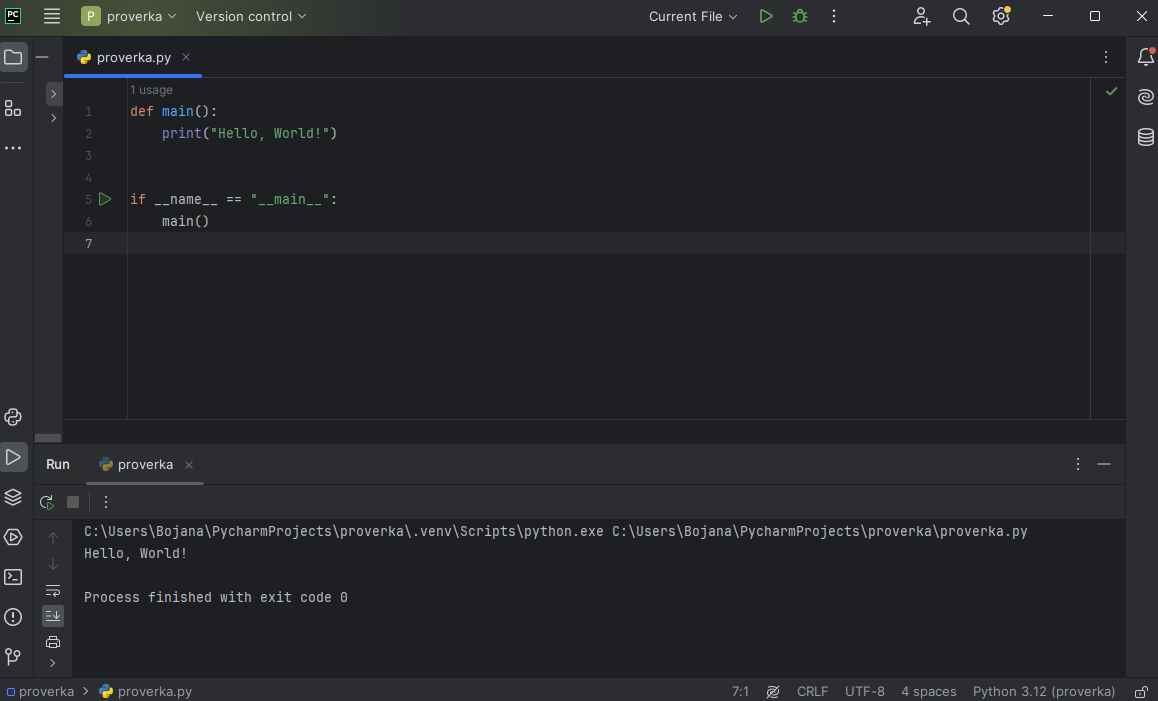 PC P proverka Version control Current File
proverka.py
1 usage
1 def main():
2 print("Hello, World!")
3
4
5 if __name__ == "__main__":
6 main()
7
Run proverka
C:\Users\Bojana\PycharmProjects\proverka\.venv\Scripts\python.exe C:\Users\Bojana\PycharmProjects\proverka\proverka.py
Hello, World!
Process finished with exit code 0
proverka > proverka.py 7:1 CRLF UTF-8 4 spaces Python 3.12 (proverka)